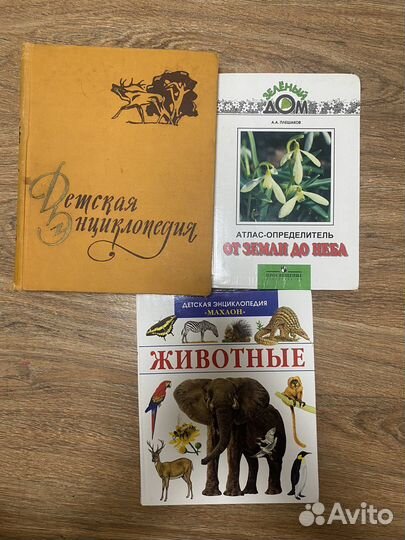 Детская
Энциклопедия
ЗЕЛЁНЫЙ
ДОМ
А.А. ПЛЕШАКОВ
АТЛАС-ОПРЕДЕЛИТЕЛЬ
ОТ ЗЕМЛИ ДО НЕБА
ПРОСВЕЩЕНИЕ
ДЕТСКАЯ ЭНЦИКЛОПЕДИЯ
«МАХАОН»
ЖИВОТНЫЕ
Avito